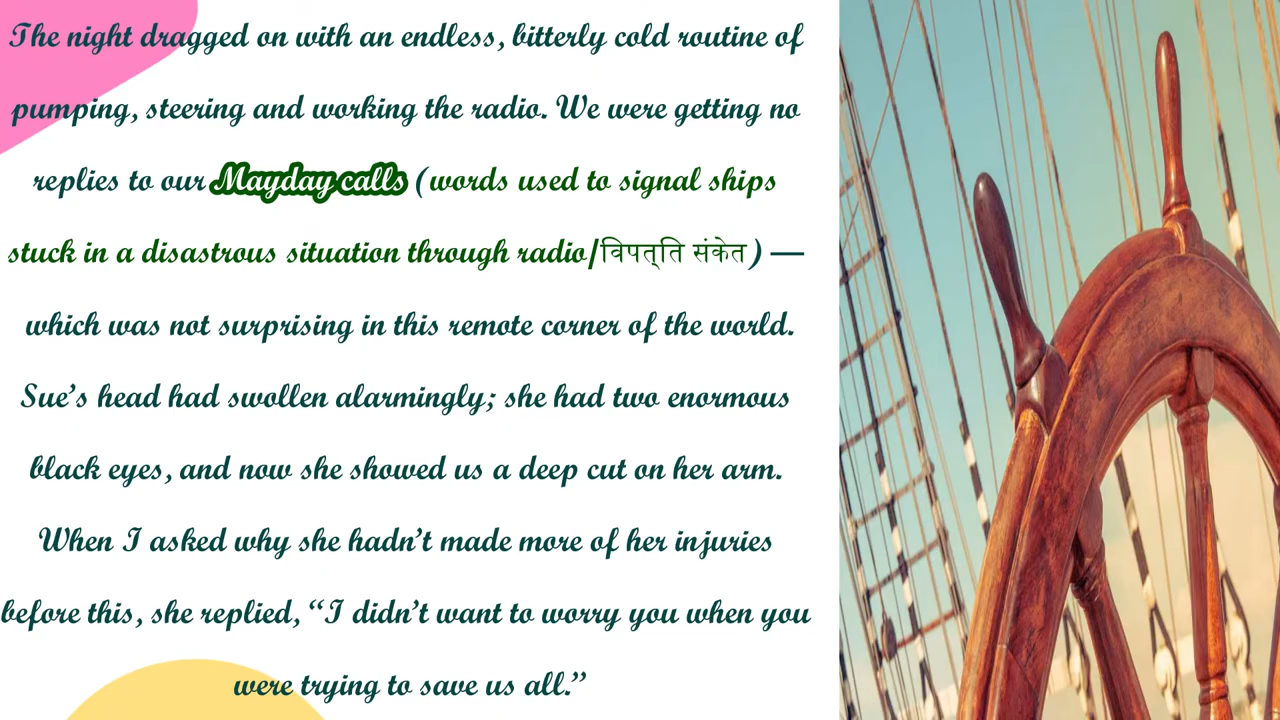 The night dragged on with an endless, bitterly cold routine of
pumping, steering and working the radio. We were getting no
replies to our Mayday calls (words used to signal ships
stuck in a disastrous situation through radio/विपत्ति संकेत) —
which was not surprising in this remote corner of the world.
Sue’s head had swollen alarmingly; she had two enormous
black eyes, and now she showed us a deep cut on her arm.
When I asked why she hadn’t made more of her injuries
before this, she replied, “I didn’t want to worry you when you
were trying to save us all.”